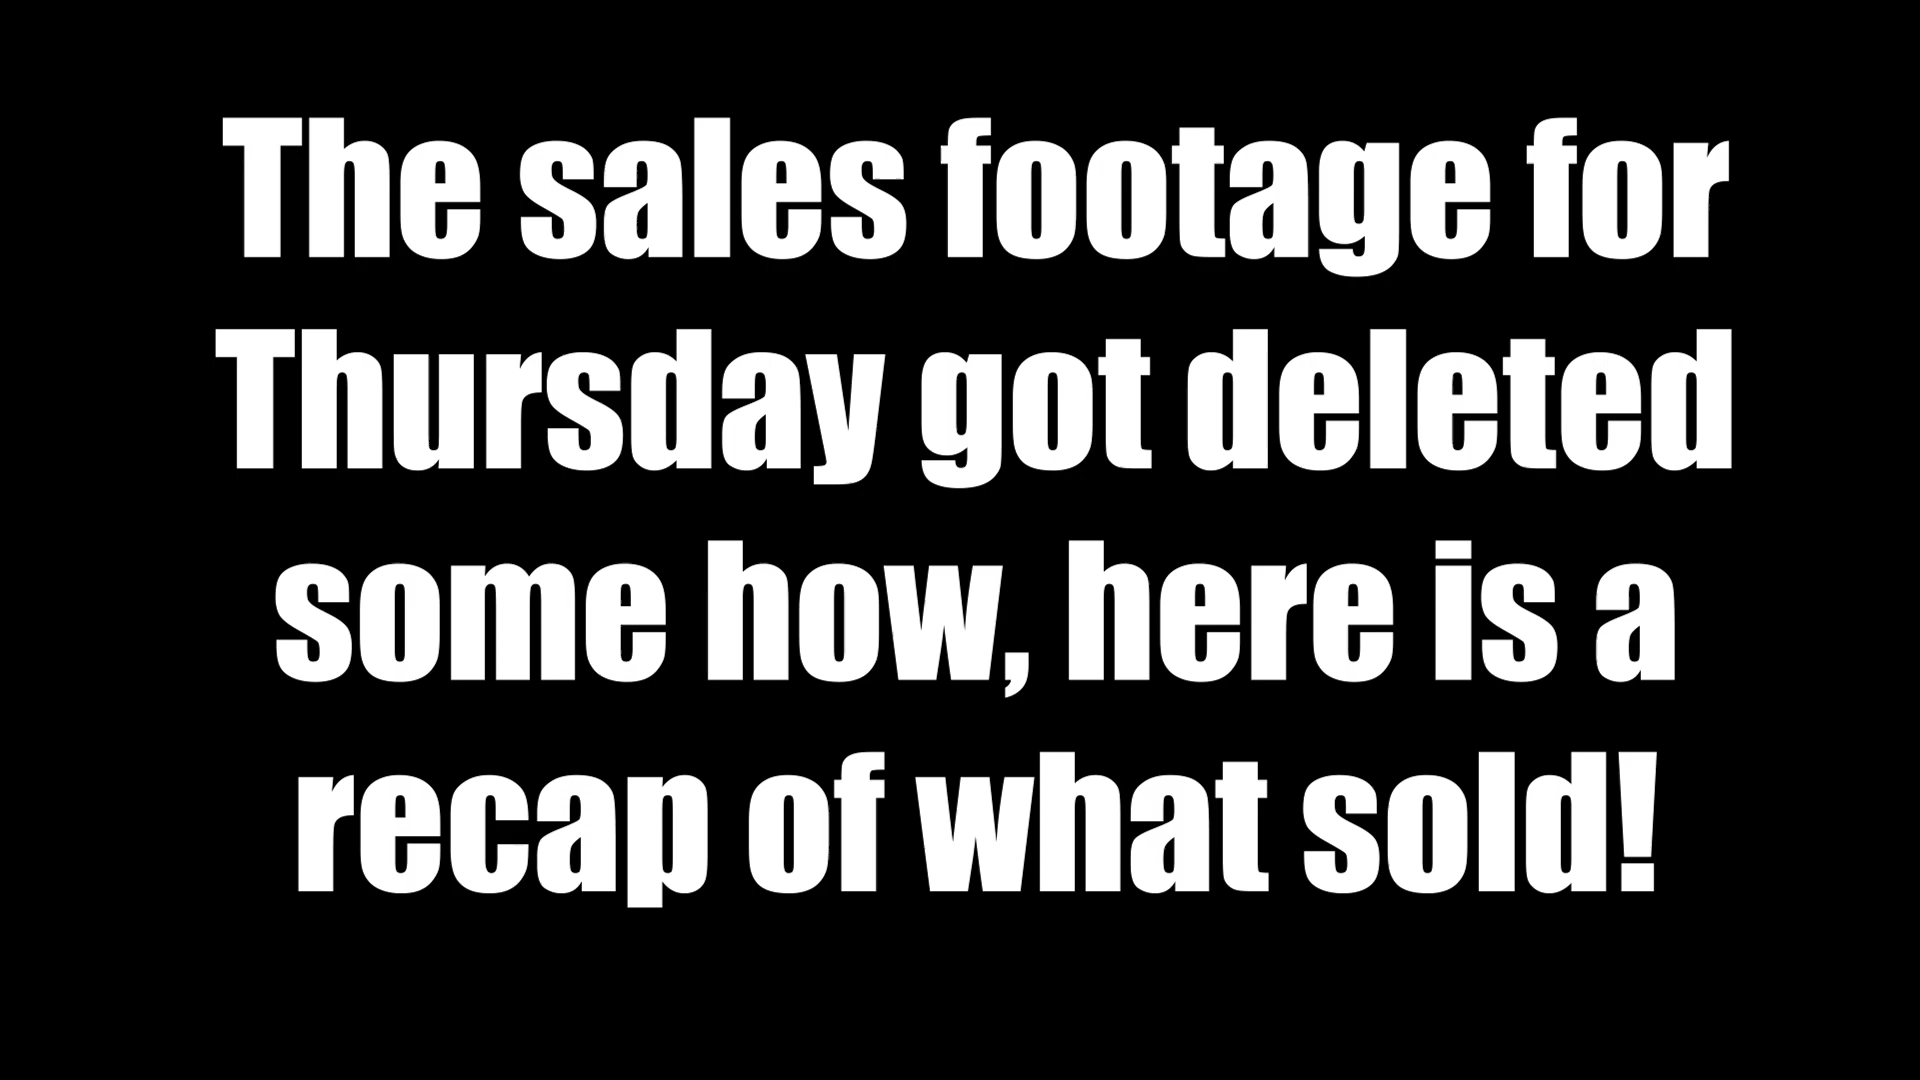 The sales footage for
Thursday got deleted
some how, here is a
recap of what sold!